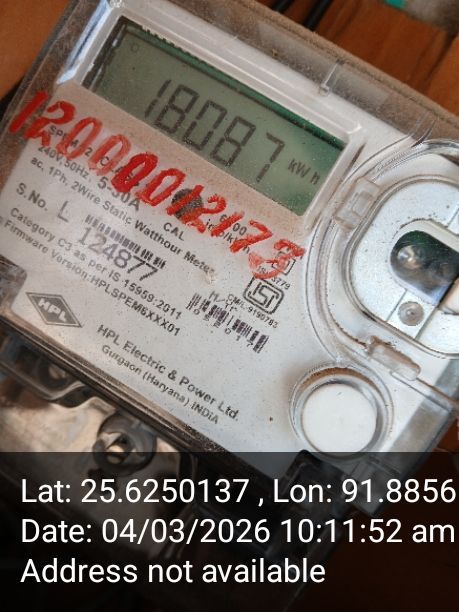 18087 kWh
120000012173
240V, 50Hz, 5-30A
ac, 1Ph, 2Wire Static Watthour Meter
CAL
S.No. L
124877
Category C3 as per IS 15959:2011
Firmware Version:HPLSPEM6XXX01
HPL
HPL Electric & Power Ltd.
Gurgaon (Haryana) INDIA
Lat: 25.6250137 , Lon: 91.8856
Date: 04/03/2026 10:11:52 am
Address not available